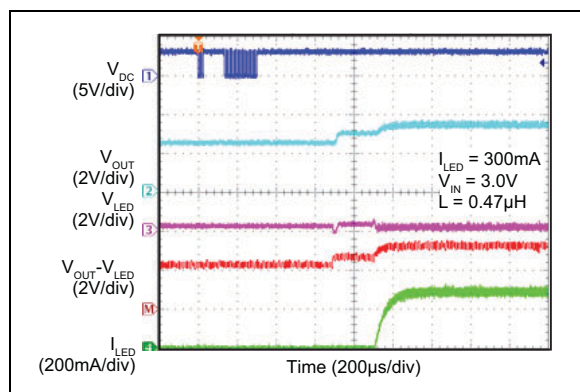 V_DC
(5V/div)
1
V_OUT
(2V/div)
2
V_LED
(2V/div)
3
V_OUT-V_LED
(2V/div)
M
I_LED
(200mA/div)
4
I_LED = 300mA
V_IN = 3.0V
L = 0.47µH
Time (200µs/div)